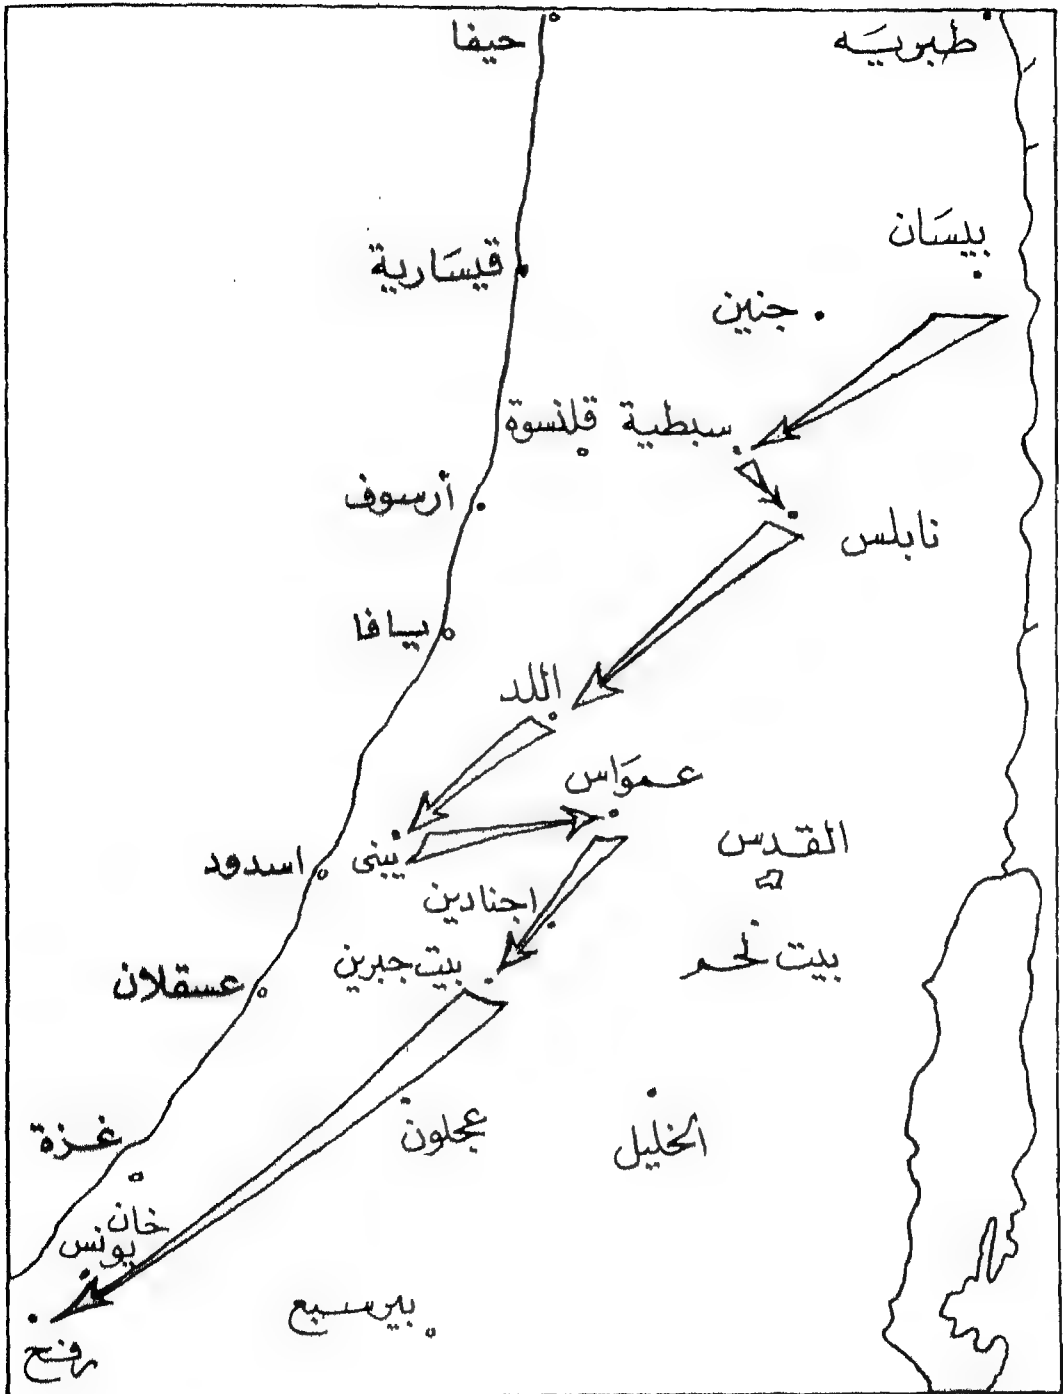 طبريه
حيفا
بيسان
قيسارية
جنين
سبطية
قلنسوة
أرسوف
نابلس
يافا
اللد
عمواس
القدس
يبنى
اسدود
اجنادين
بيت لحم
بيت جبرين
عسقلان
عجلون
الخليل
غزة
خان
يونس
بيرسبع
رفح